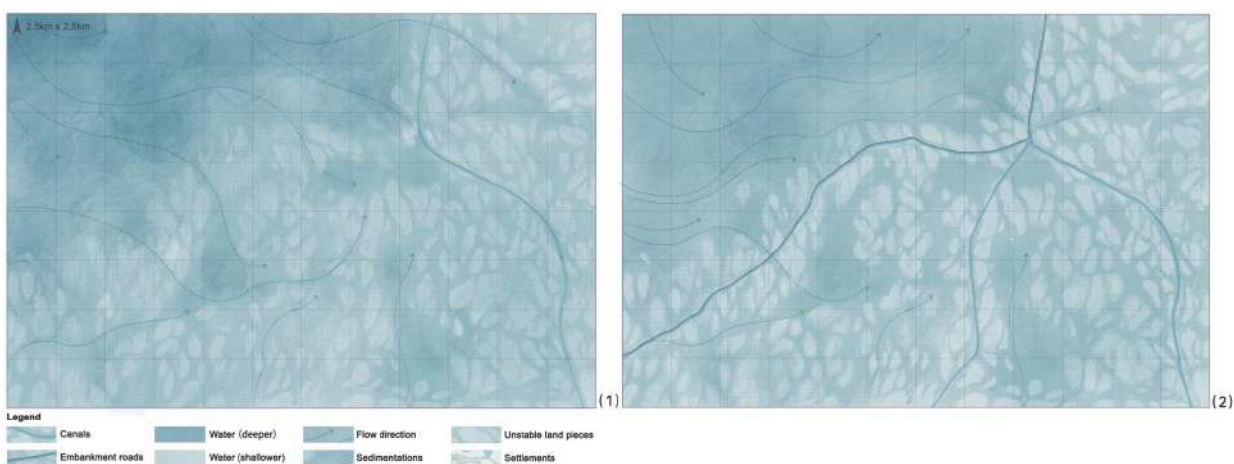 2.5km x 2.5km
(1)
(2)
Legend
Canals
Water (deeper)
Flow direction
Unstable land pieces
Embankment roads
Water (shallower)
Sedimentations
Settlements